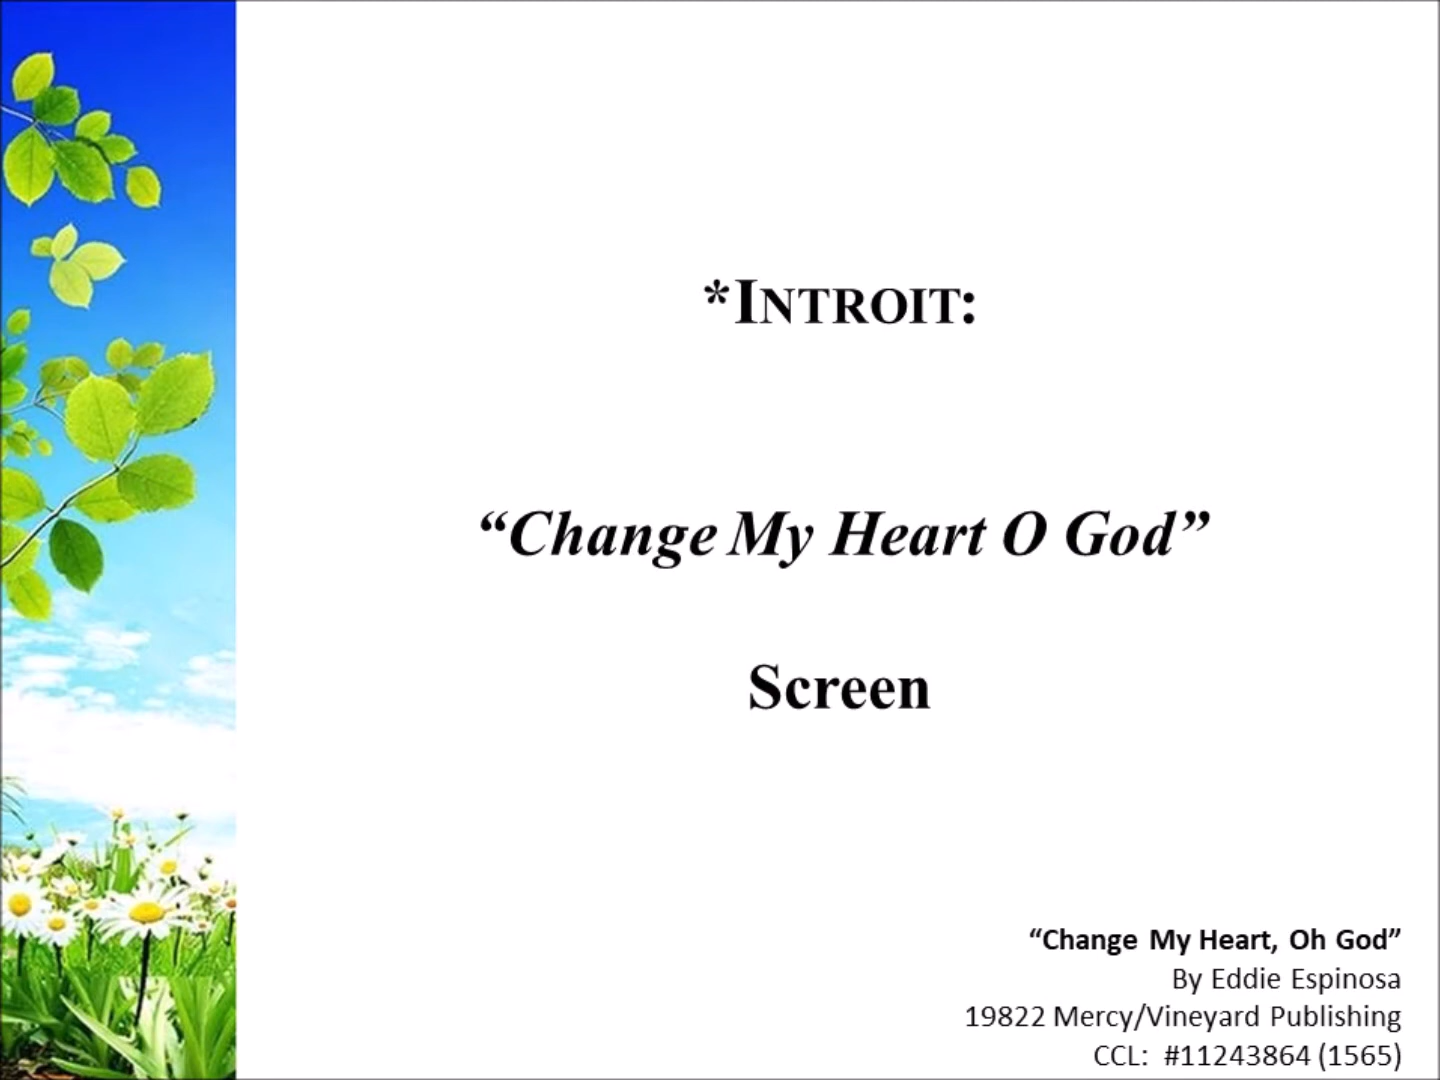 *INTROIT:
“Change My Heart O God”
Screen
“Change My Heart, Oh God”
By Eddie Espinosa
19822 Mercy/Vineyard Publishing
CCL: #11243864 (1565)